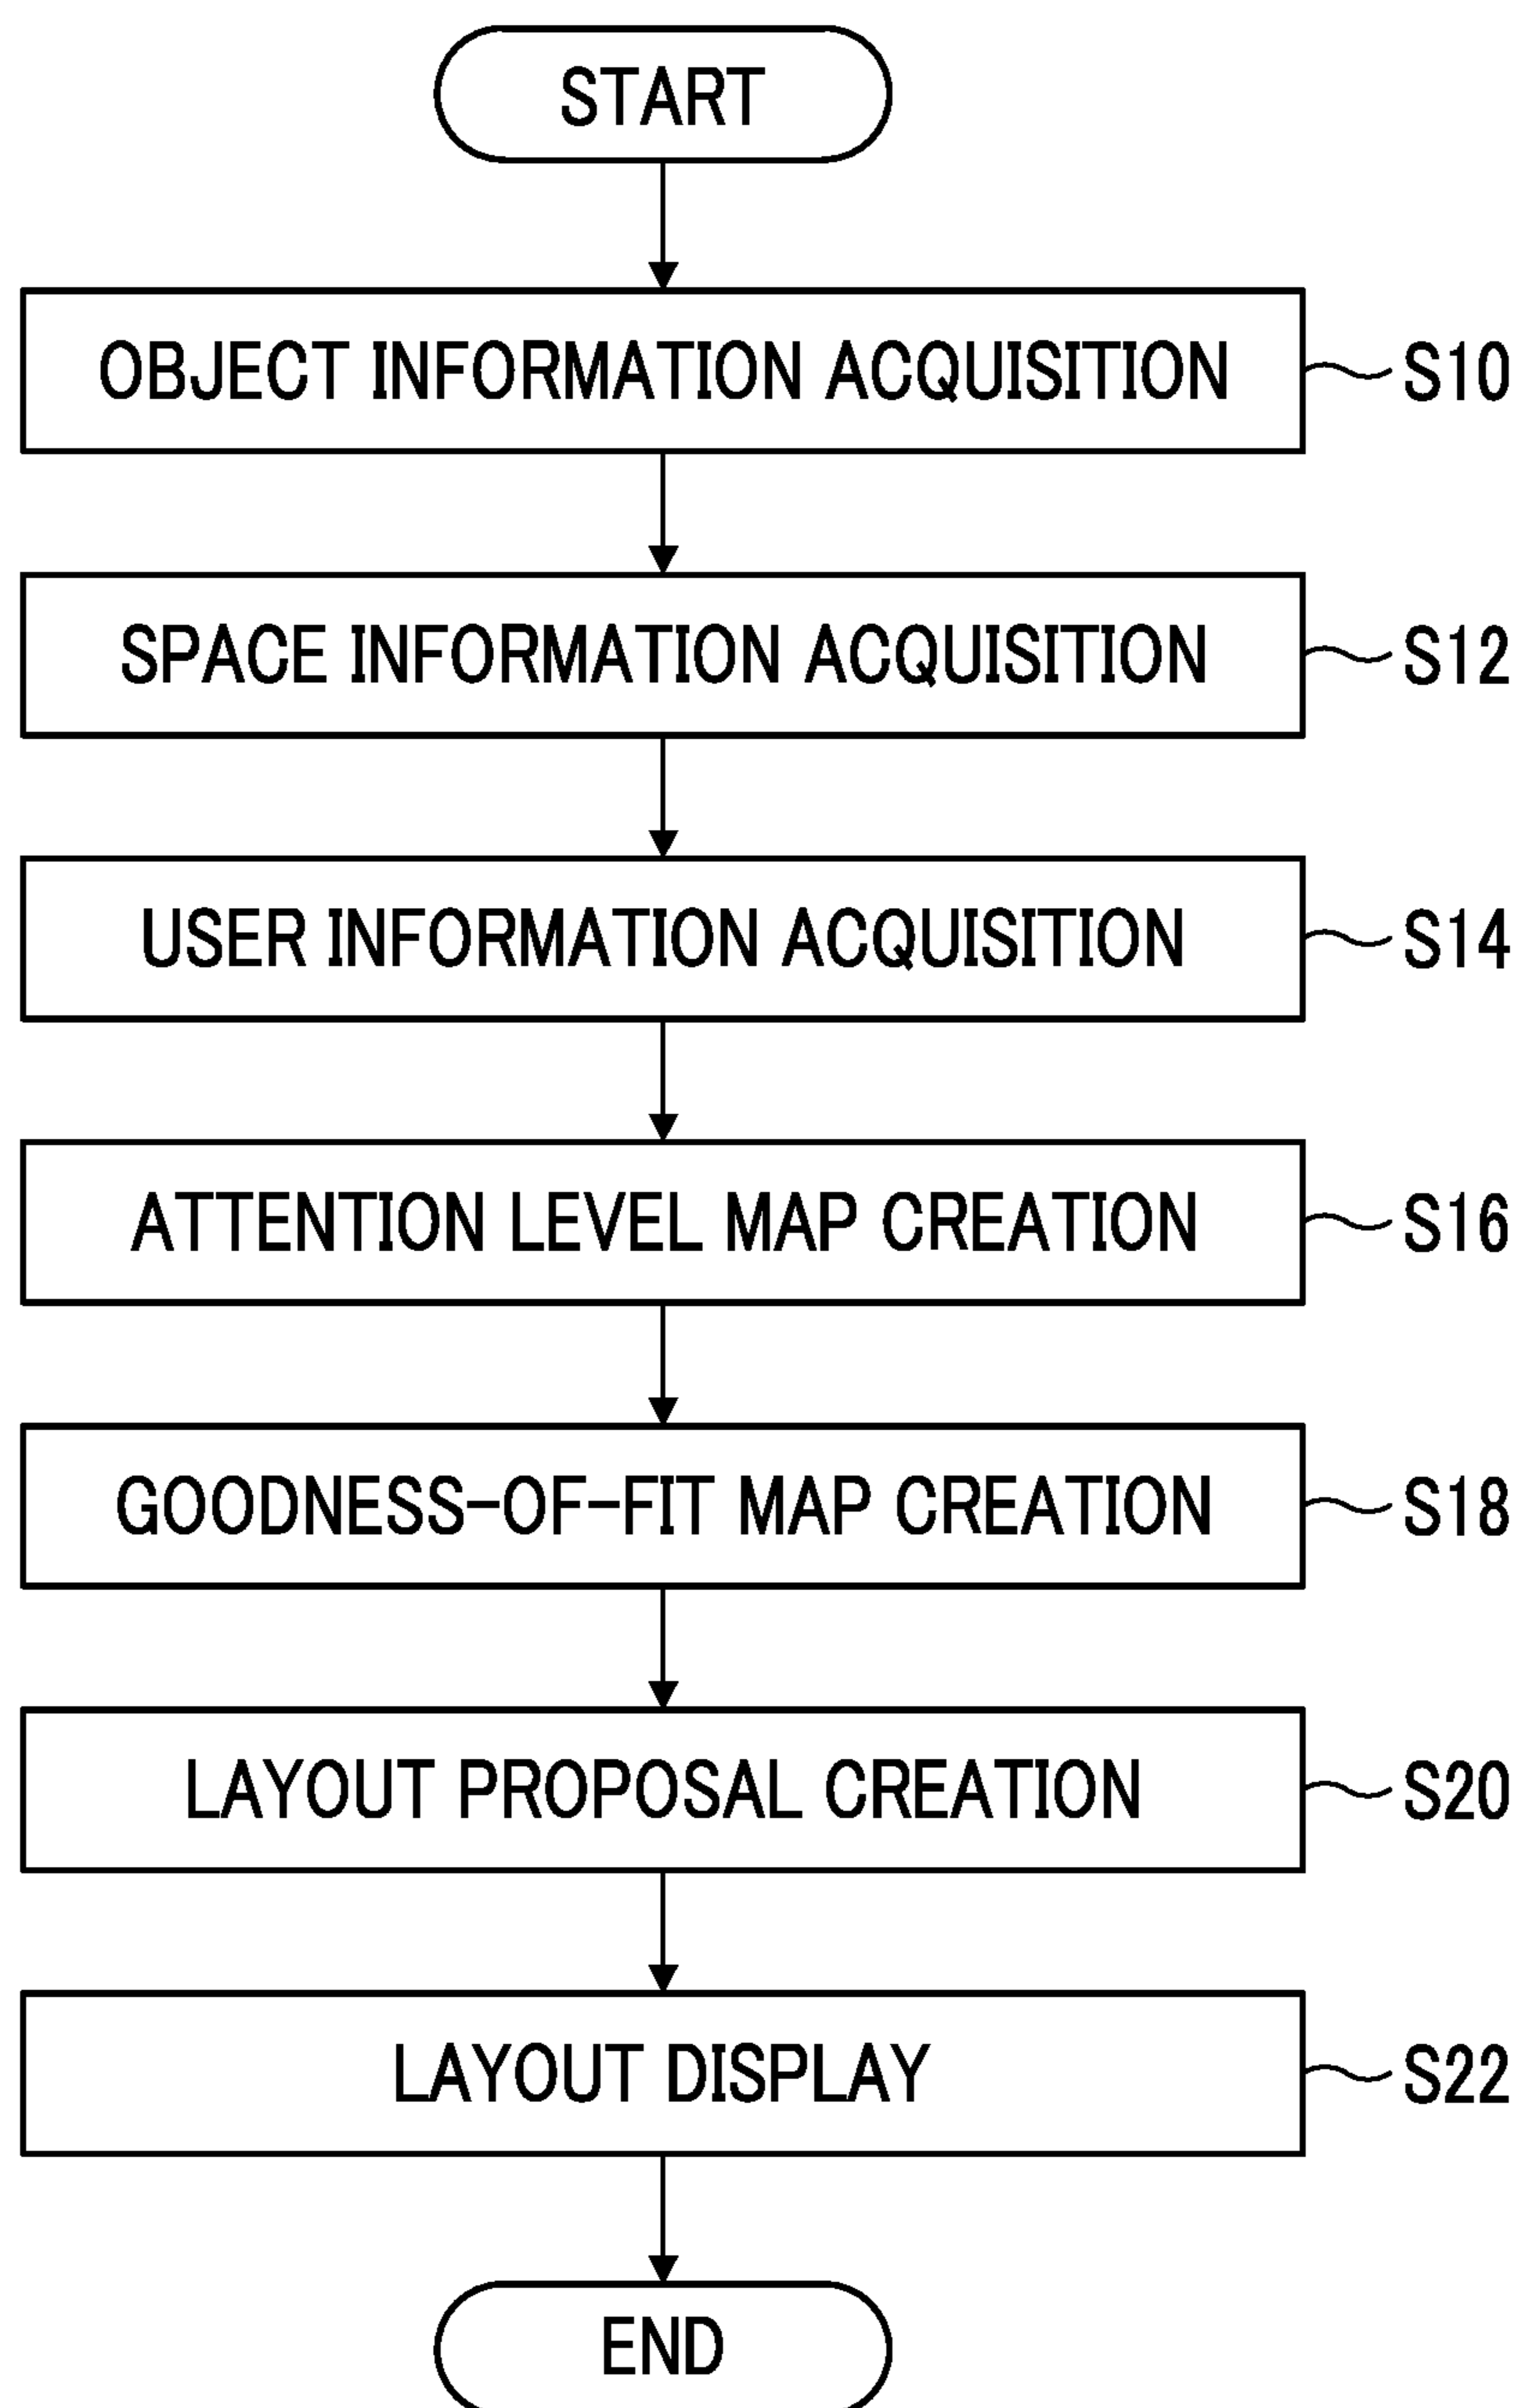 START
OBJECT INFORMATION ACQUISITION S10
SPACE INFORMATION ACQUISITION S12
USER INFORMATION ACQUISITION S14
ATTENTION LEVEL MAP CREATION S16
GOODNESS-OF-FIT MAP CREATION S18
LAYOUT PROPOSAL CREATION S20
LAYOUT DISPLAY S22
END